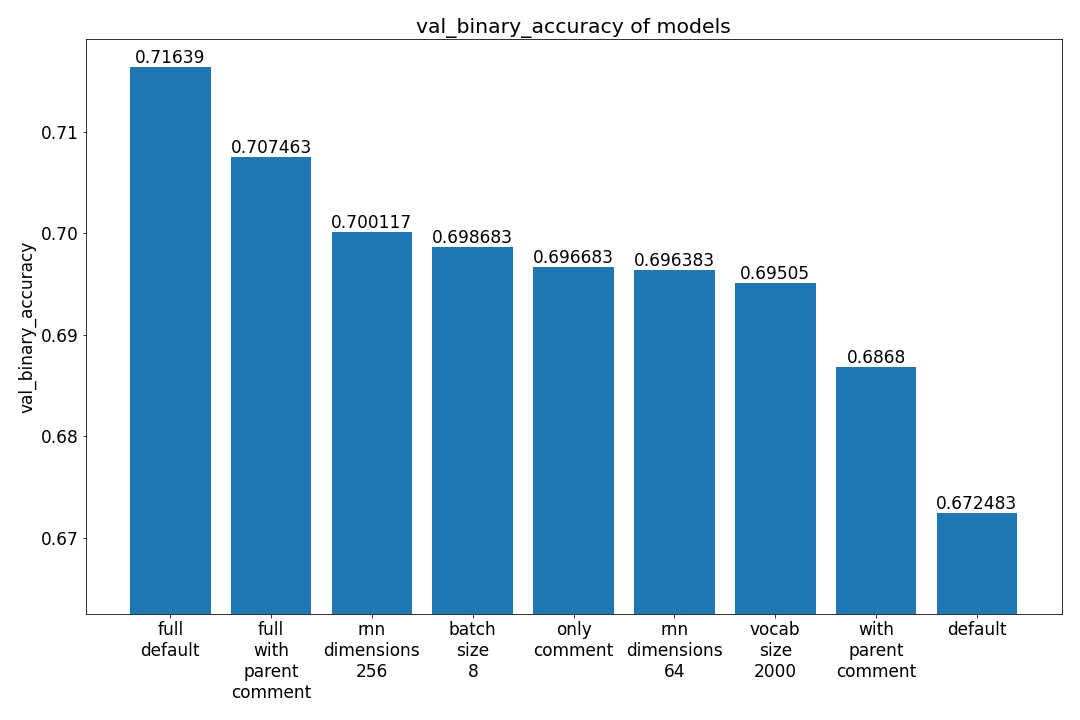 val_binary_accuracy of models
val_binary_accuracy
0.71
0.70
0.69
0.68
0.67
0.71639
0.707463
0.700117
0.698683
0.696683
0.696383
0.69505
0.6868
0.672483
full
default
full
with
parent
comment
rnn
dimensions
256
batch
size
8
only
comment
rnn
dimensions
64
vocab
size
2000
with
parent
comment
default